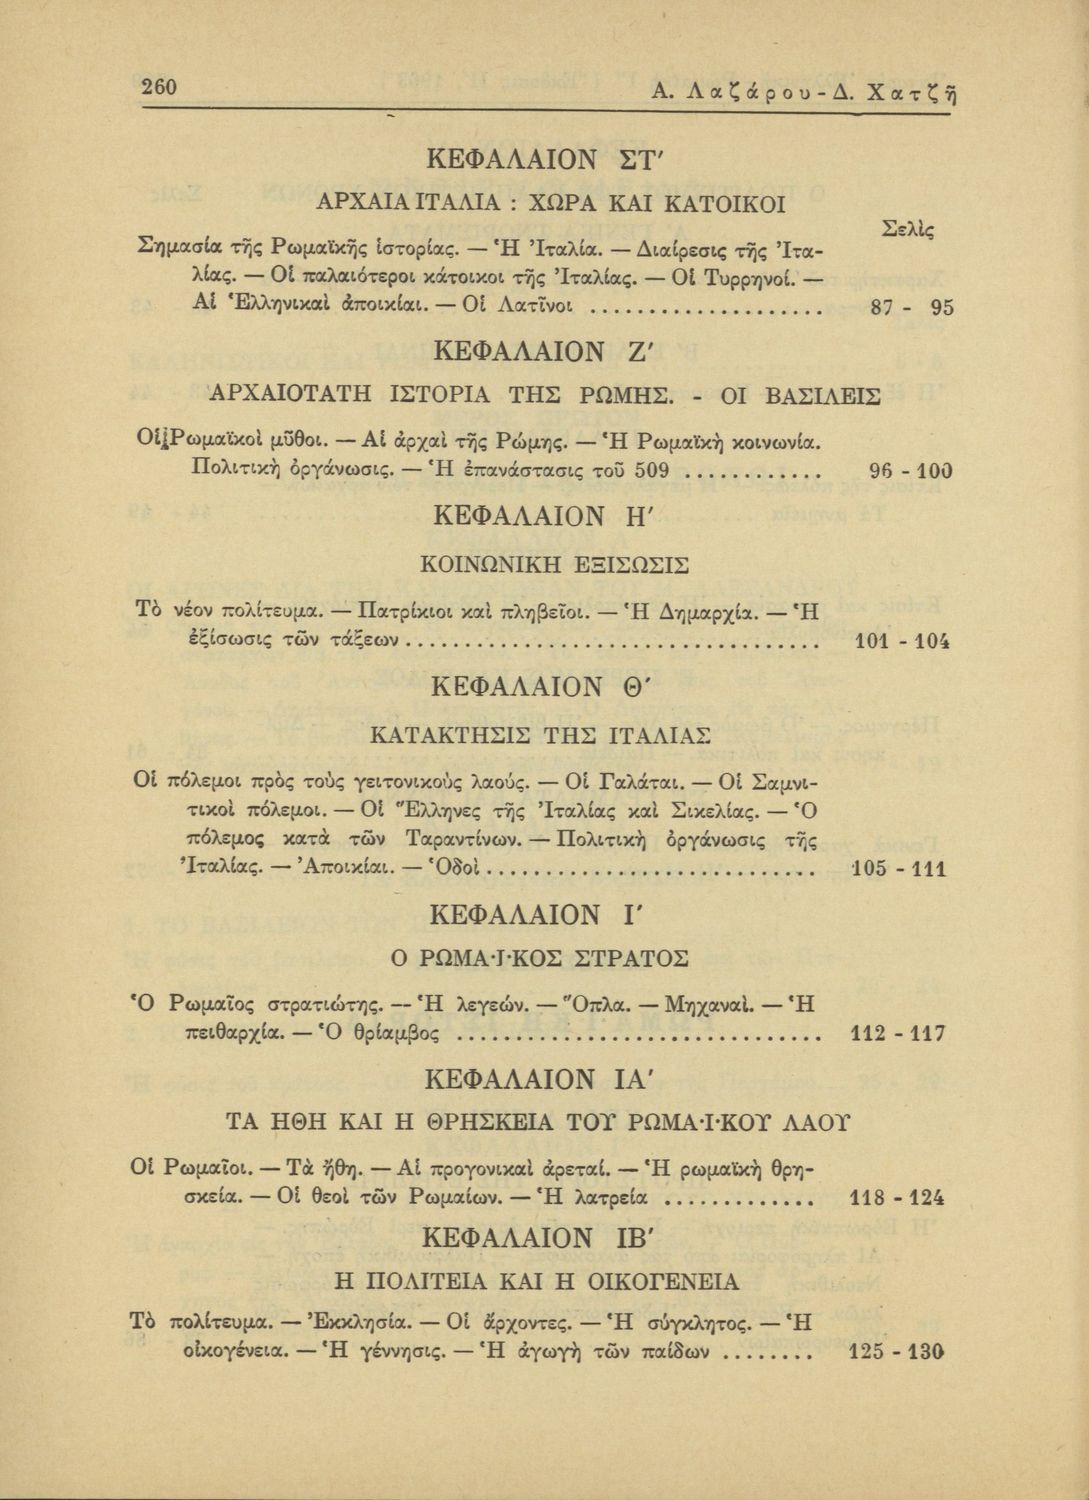 260
Α. Λαζάρου - Δ. Χατζῆ
ΚΕΦΑΛΑΙΟΝ ΣΤ′
ΑΡΧΑΙΑ ΙΤΑΛΙΑ : ΧΩΡΑ ΚΑΙ ΚΑΤΟΙΚΟΙ
Σελὶς
Σημασία τῆς Ρωμαϊκῆς ἱστορίας. — Ἡ Ἰταλία. — Διαίρεσις τῆς Ἰτα-
λίας. — Οἱ παλαιότεροι κάτοικοι τῆς Ἰταλίας. — Οἱ Τυρρηνοί. —
Αἱ Ἑλληνικαὶ ἀποικίαι. — Οἱ Λατῖνοι .................... 87 - 95
ΚΕΦΑΛΑΙΟΝ Ζ′
ΑΡΧΑΙΟΤΑΤΗ ΙΣΤΟΡΙΑ ΤΗΣ ΡΩΜΗΣ. - ΟΙ ΒΑΣΙΛΕΙΣ
Οἱ Ρωμαϊκοὶ μῦθοι. — Αἱ ἀρχαὶ τῆς Ρώμης. — Ἡ Ρωμαϊκὴ κοινωνία.
Πολιτικὴ ὀργάνωσις. — Ἡ ἐπανάστασις τοῦ 509 ............ 96 - 100
ΚΕΦΑΛΑΙΟΝ Η′
ΚΟΙΝΩΝΙΚΗ ΕΞΙΣΩΣΙΣ
Τὸ νέον πολίτευμα. — Πατρίκιοι καὶ πληβεῖοι. — Ἡ Δημαρχία. — Ἡ
ἐξίσωσις τῶν τάξεων .................................... 101 - 104
ΚΕΦΑΛΑΙΟΝ Θ′
ΚΑΤΑΚΤΗΣΙΣ ΤΗΣ ΙΤΑΛΙΑΣ
Οἱ πόλεμοι πρὸς τοὺς γειτονικοὺς λαούς. — Οἱ Γαλάται. — Οἱ Σαμνι-
τικοὶ πόλεμοι. — Οἱ Ἕλληνες τῆς Ἰταλίας καὶ Σικελίας. — Ὁ
πόλεμος κατὰ τῶν Ταραντίνων. — Πολιτικὴ ὀργάνωσις τῆς
Ἰταλίας. — Ἀποικίαι. — Ὁδοὶ ............................. 105 - 111
ΚΕΦΑΛΑΙΟΝ Ι′
Ο ΡΩΜΑ·Ι·ΚΟΣ ΣΤΡΑΤΟΣ
Ὁ Ρωμαῖος στρατιώτης. — Ἡ λεγεών. — Ὅπλα. — Μηχαναὶ. — Ἡ
πειθαρχία. — Ὁ θρίαμβος ................................ 112 - 117
ΚΕΦΑΛΑΙΟΝ ΙΑ′
ΤΑ ΗΘΗ ΚΑΙ Η ΘΡΗΣΚΕΙΑ ΤΟΥ ΡΩΜΑ·Ι·ΚΟΥ ΛΑΟΥ
Οἱ Ρωμαῖοι. — Τὰ ἤθη. — Αἱ προγονικαὶ ἀρεταί. — Ἡ ρωμαϊκὴ θρη-
σκεία. — Οἱ θεοὶ τῶν Ρωμαίων. — Ἡ λατρεία ............. 118 - 124
ΚΕΦΑΛΑΙΟΝ ΙΒ′
Η ΠΟΛΙΤΕΙΑ ΚΑΙ Η ΟΙΚΟΓΕΝΕΙΑ
Τὸ πολίτευμα. — Ἐκκλησία. — Οἱ ἄρχοντες. — Ἡ σύγκλητος. — Ἡ
οἰκογένεια. — Ἡ γέννησις. — Ἡ ἀγωγὴ τῶν παίδων ........ 125 - 130